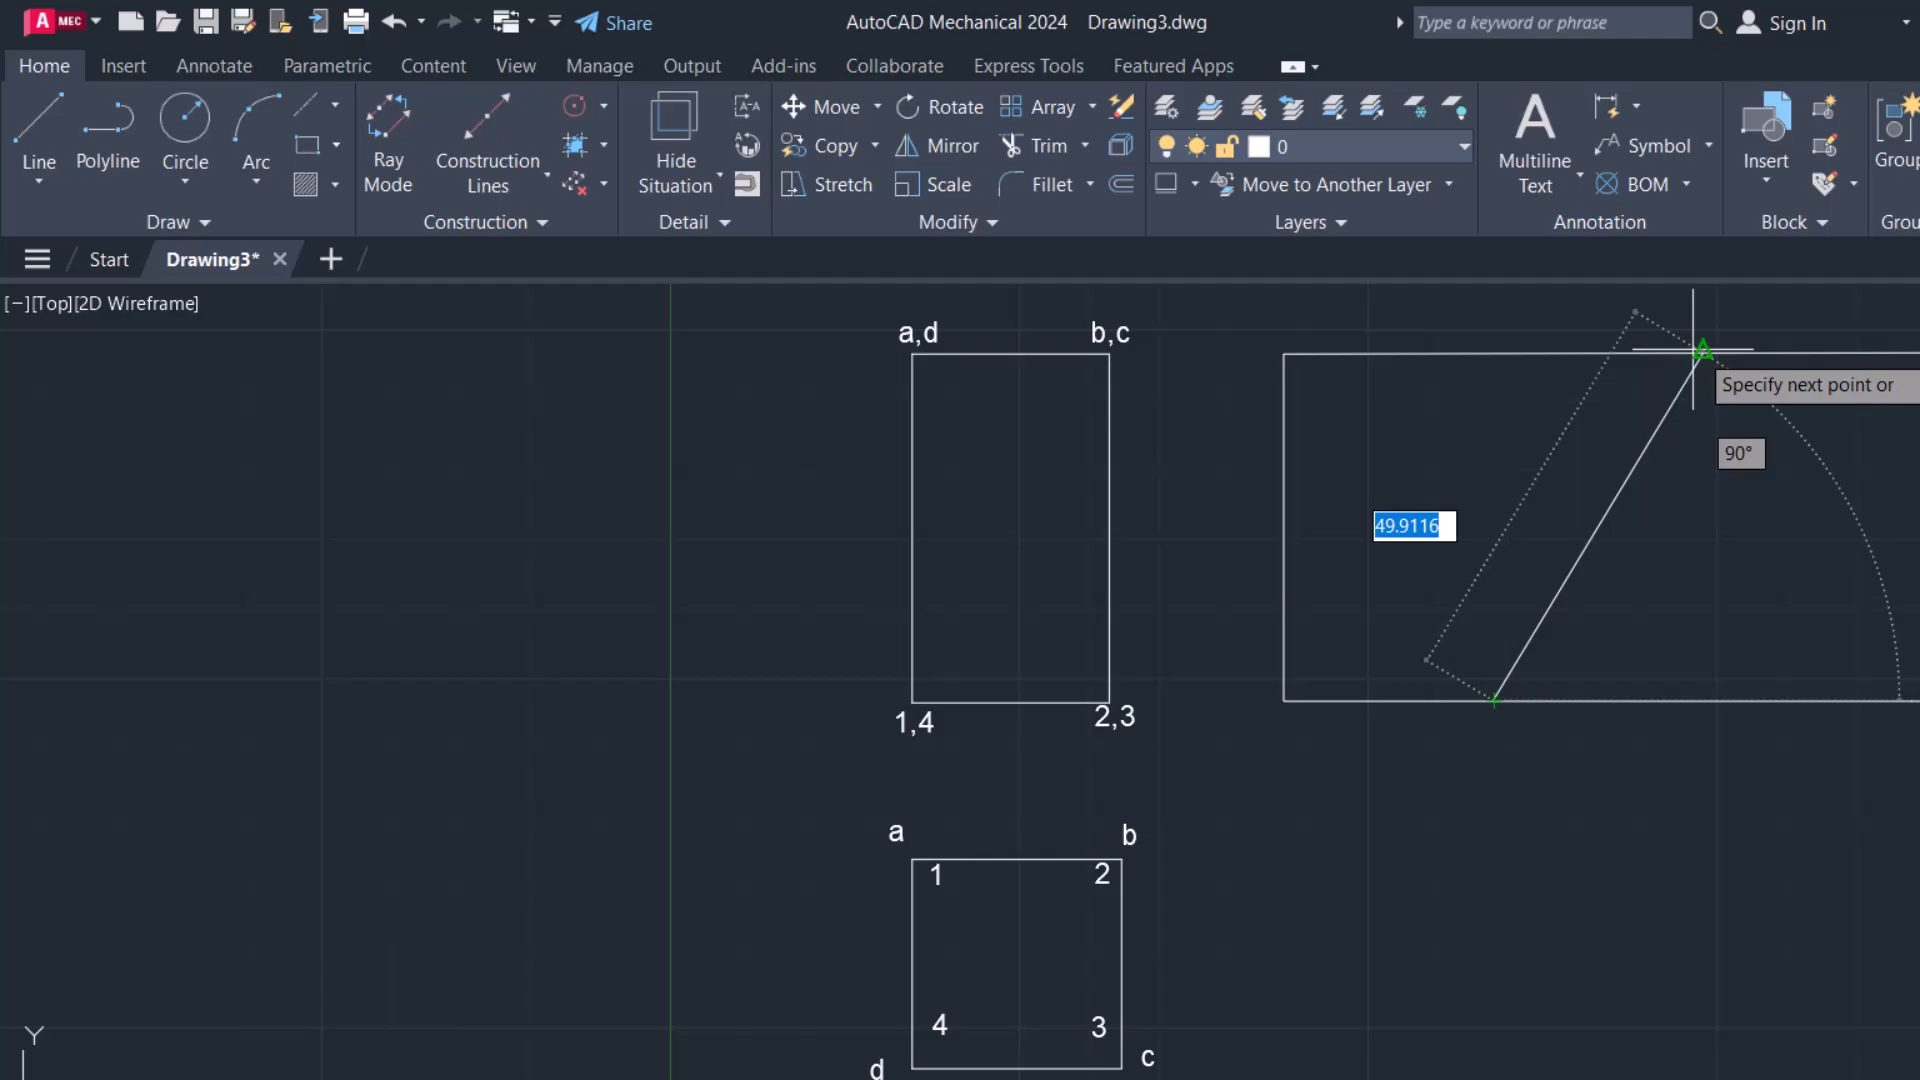 A MEC Share AutoCAD Mechanical 2024 Drawing3.dwg Type a keyword or phrase Sign In
Home Insert Annotate Parametric Content View Manage Output Add-ins Collaborate Express Tools Featured Apps
Line Polyline Circle Arc
Ray Mode
Construction Lines
Hide Situation
Move Rotate Array
Copy Mirror Trim
Stretch Scale Fillet
0
Move to Another Layer
A
Multiline Text
Symbol
BOM
Insert
Draw Construction Detail Modify Layers Annotation Block
Start Drawing3*
[−][Top][2D Wireframe]
a,d b,c
Specify next point or
90°
49.9116
1,4 2,3
a b
1 2
4 3
d c
Y